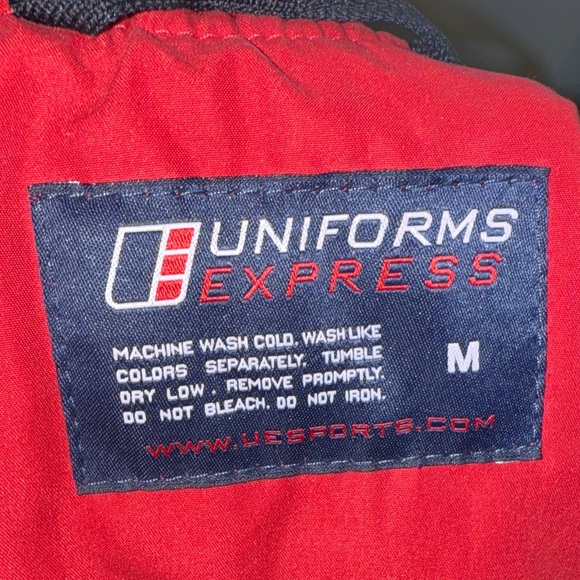 UNIFORMS
EXPRESS
MACHINE WASH COLD. WASH LIKE
COLORS SEPARATELY. TUMBLE
DRY LOW. REMOVE PROMPTLY.
DO NOT BLEACH. DO NOT IRON.
M
WWW.UESPORTS.COM